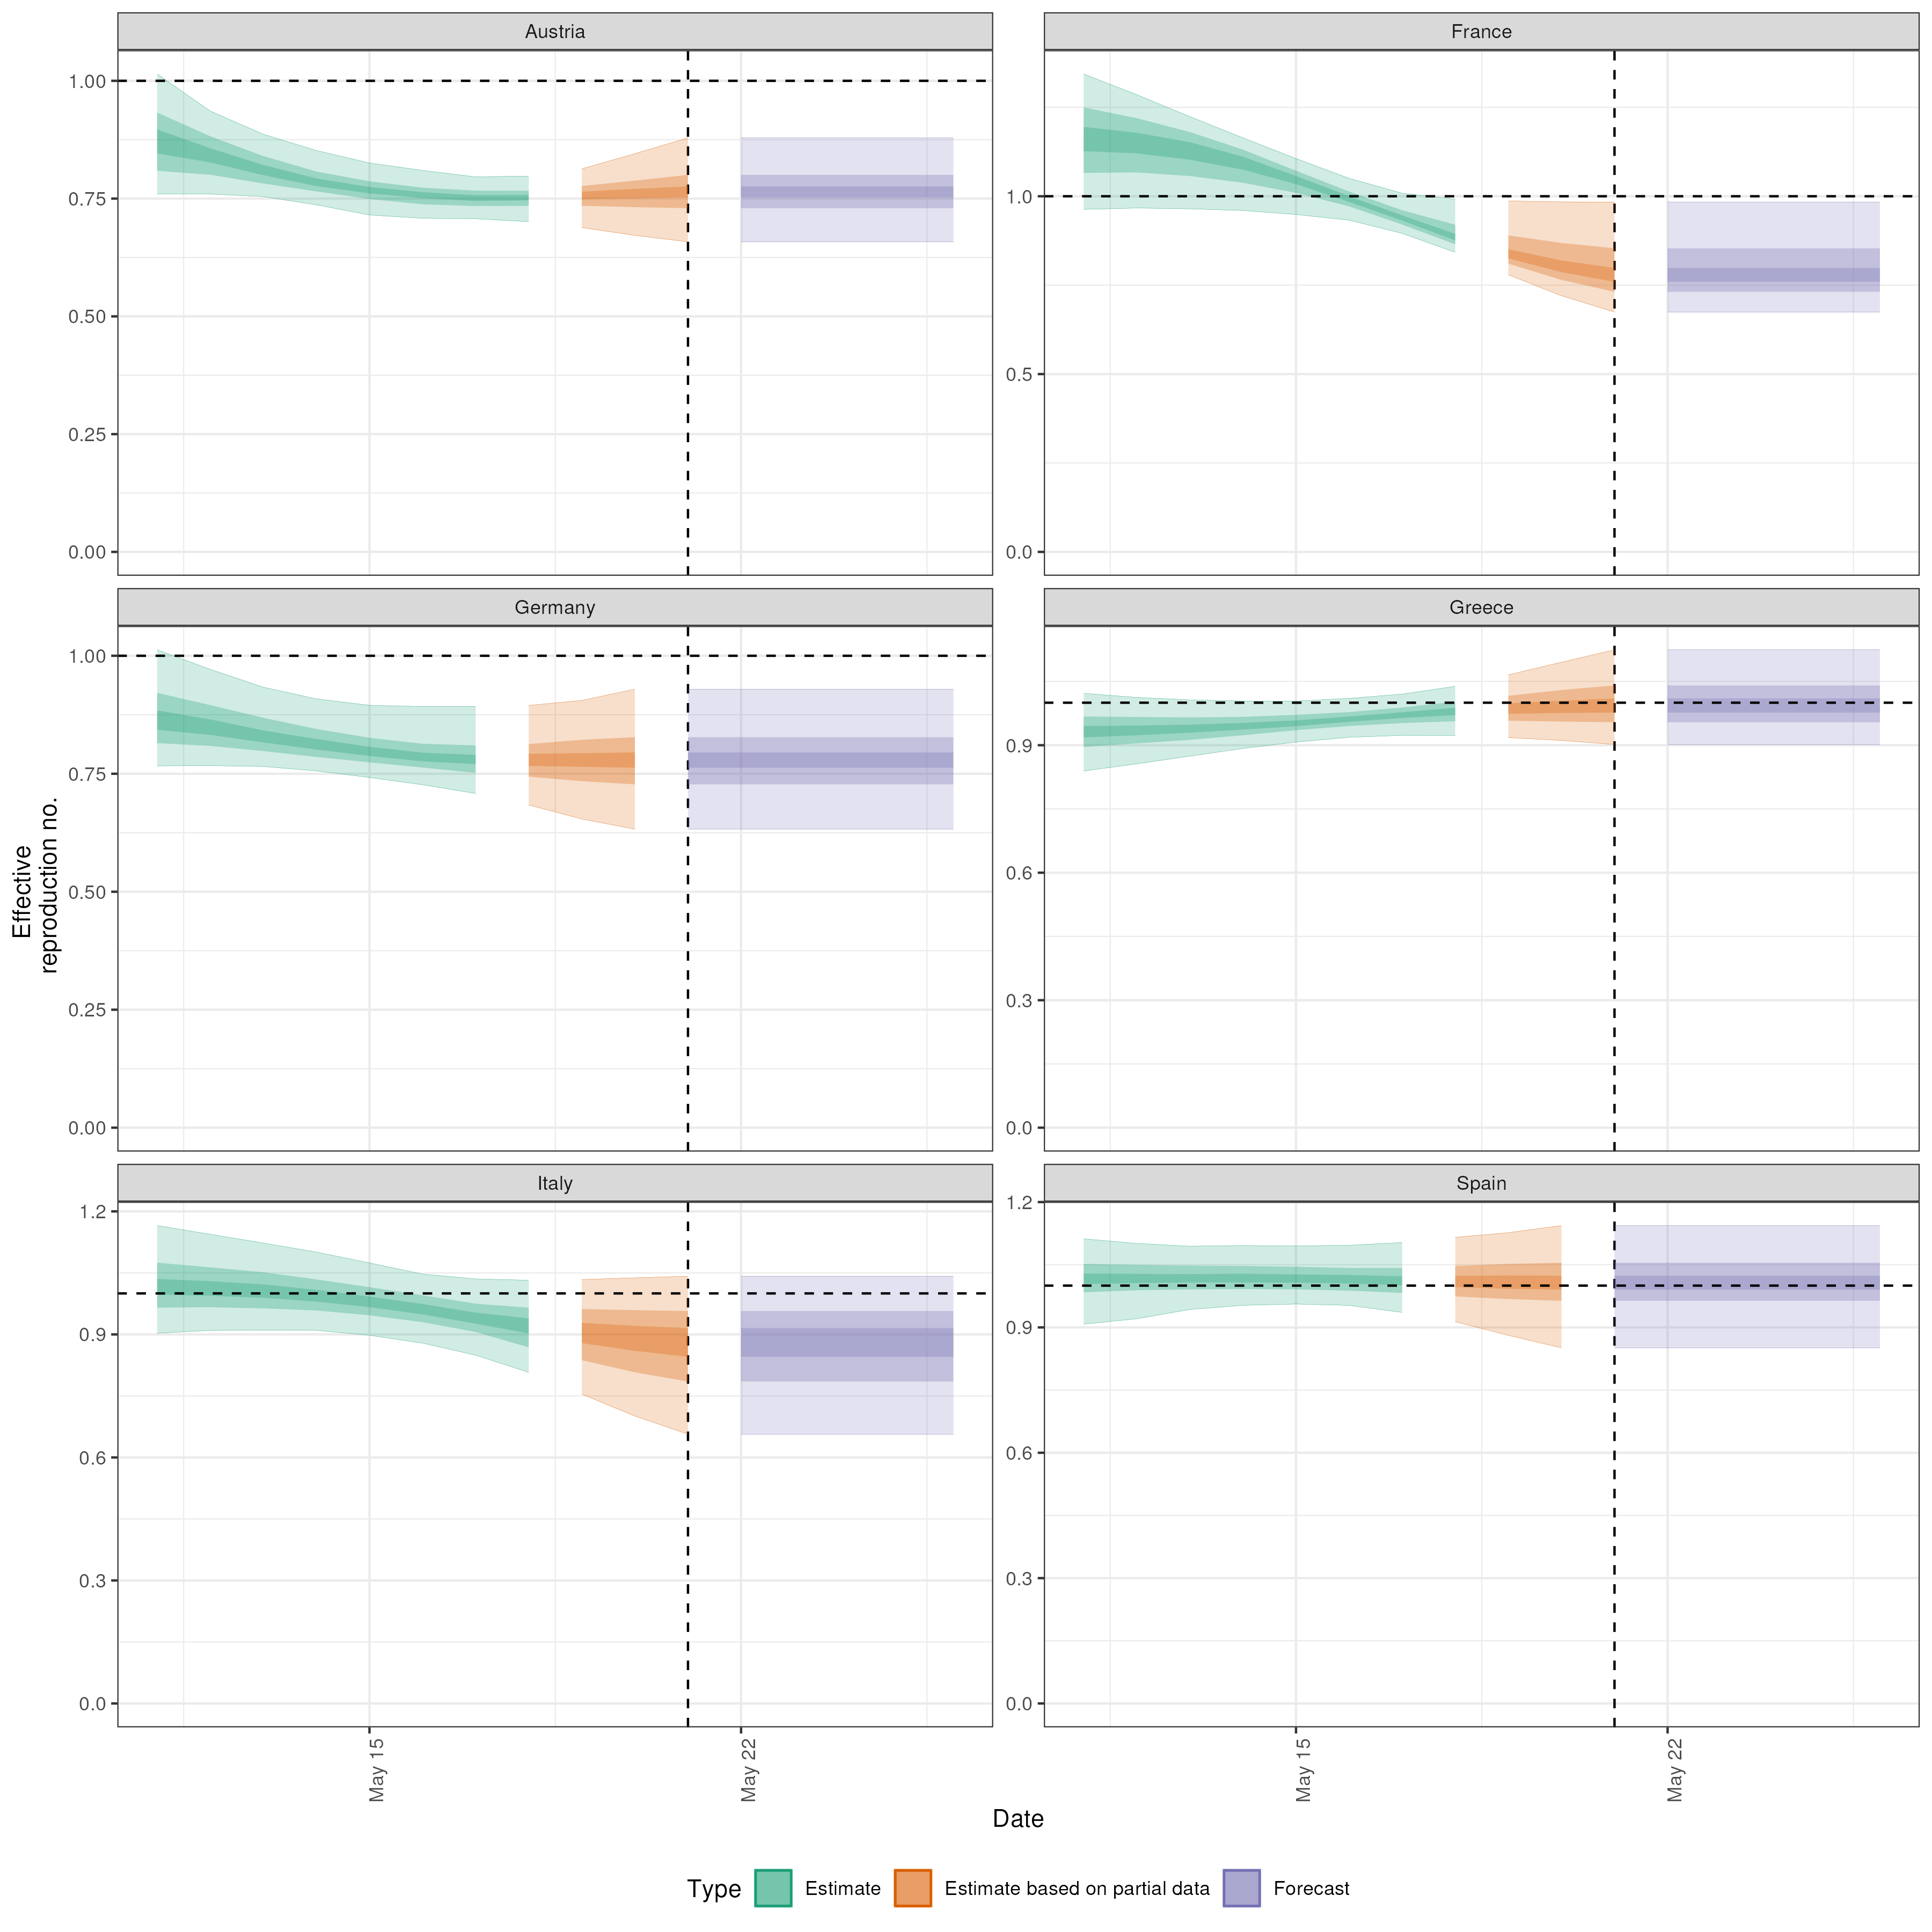 Austria
1.00
0.75
0.50
0.25
0.00
France
1.0
0.5
0.0
Germany
1.00
0.75
0.50
0.25
0.00
Greece
0.9
0.6
0.3
0.0
Italy
1.2
0.9
0.6
0.3
0.0
Spain
1.2
0.9
0.6
0.3
0.0
Effective
reproduction no.
May 15
May 22
May 15
May 22
Date
Type Estimate Estimate based on partial data Forecast